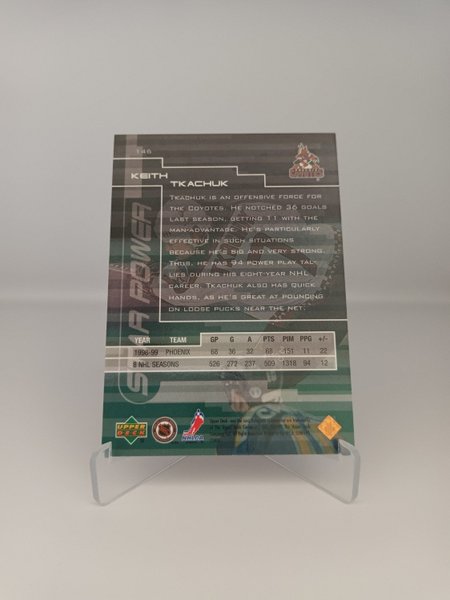 146
KEITH
TKACHUK
STAR POWER
TKACHUK IS AN OFFENSIVE FORCE FOR
THE COYOTES. HE NOTCHED 36 GOALS
LAST SEASON, GETTING 11 WITH THE
MAN-ADVANTAGE. HE'S PARTICULARLY
EFFECTIVE IN SUCH SITUATIONS
BECAUSE HE'S BIG AND VERY STRONG.
THUS, HE HAS 94 POWER PLAY TAL-
LIES DURING HIS EIGHT-YEAR NHL
CAREER. TKACHUK ALSO HAS QUICK
HANDS, AS HE'S GREAT AT POUNCING
ON LOOSE PUCKS NEAR THE NET.
YEAR TEAM GP G A PTS PIM PPG +/-
1998-99 PHOENIX 68 36 32 68 151 11 22
8 NHL SEASONS 526 272 237 509 1318 94 12
UPPER
DECK
NHLPA